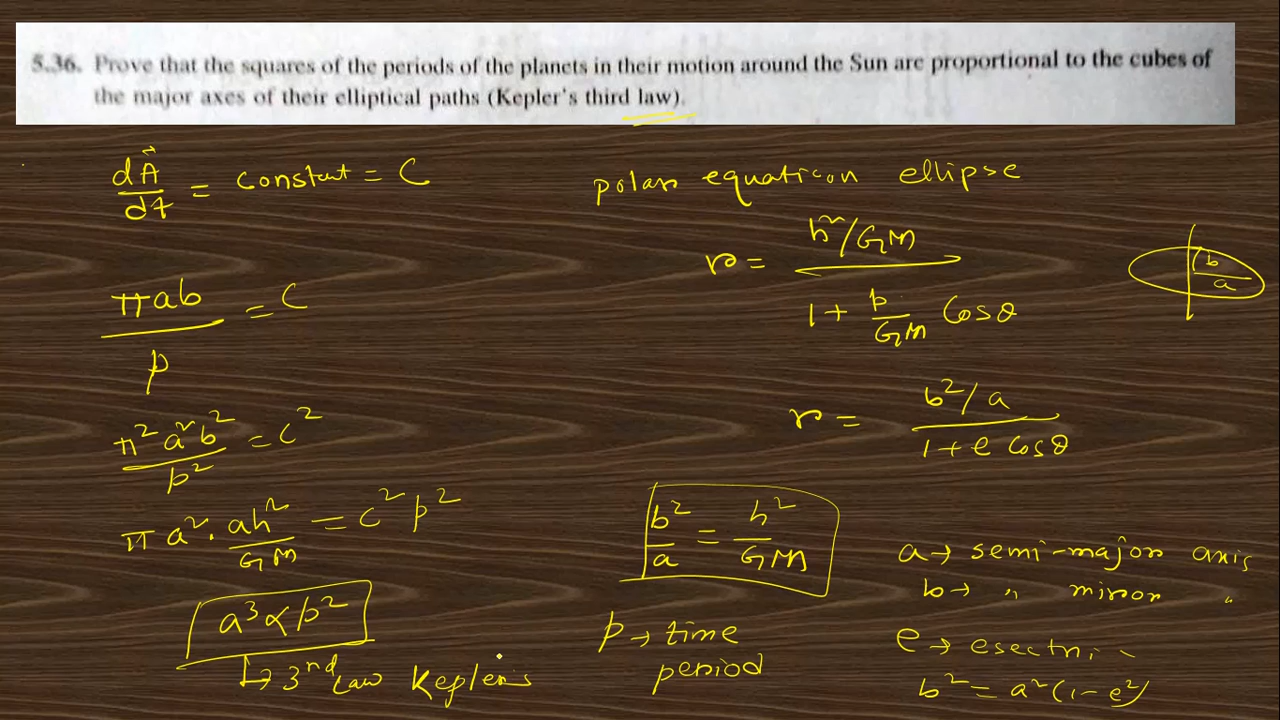 5.36. Prove that the squares of the periods of the planets in their motion around the Sun are proportional to the cubes of
the major axes of their elliptical paths (Kepler's third law).
dA⃗/dt = constant = C
πab/p = C
π²a²b²/p² = c²
π a² · ah²/GM = c² p²
a³ ∝ p²
↳ 3nd Law Kepler's
polar equaticon ellipse
r = h²/GM / 1 + p/GM Cosθ
b
a
r = b²/a / 1 + e Cosθ
b²/a = h²/GM
p → time
period
a → semi-major axis
b → " minor "
e → esectni -
b² = a²(1 - e²)